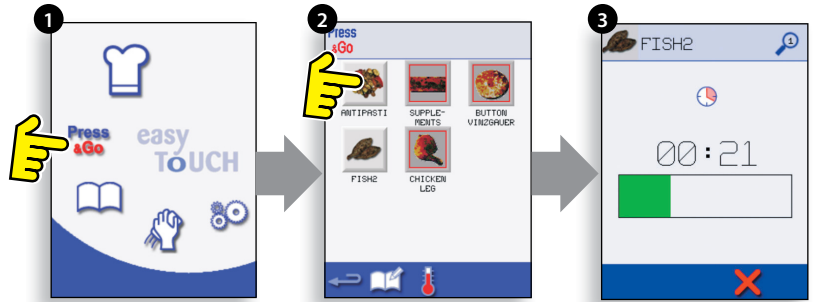 1
Press
&Go
easy
TOUCH
2
Press
&Go
ANTIPASTI
SUPPLE-
MENTS
BUTTON
VINZGAUER
FISH2
CHICKEN
LEG
3
FISH2
1
00:21